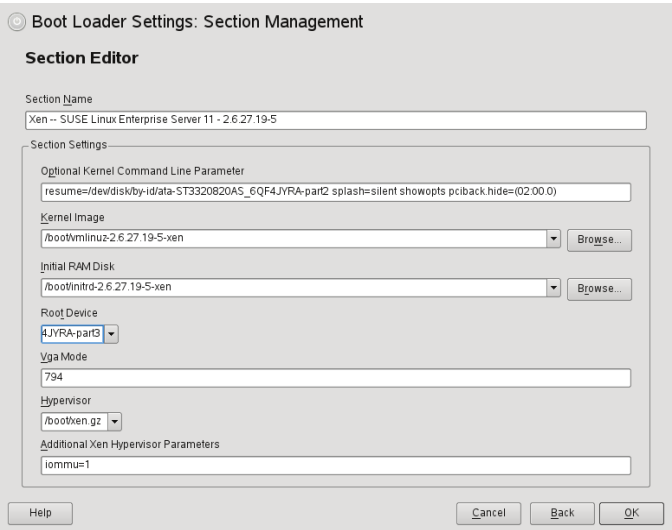 Boot Loader Settings: Section Management
Section Editor
Section Name
Xen -- SUSE Linux Enterprise Server 11 - 2.6.27.19-5
Section Settings
Optional Kernel Command Line Parameter
resume=/dev/disk/by-id/ata-ST3320820AS_6QF4JYRA-part2 splash=silent showopts pciback.hide=(02:00.0)
Kernel Image
/boot/vmlinuz-2.6.27.19-5-xen
Browse...
Initial RAM Disk
/boot/initrd-2.6.27.19-5-xen
Browse...
Root Device
4JYRA-part3
Vga Mode
794
Hypervisor
/boot/xen.gz
Additional Xen Hypervisor Parameters
iommu=1
Help
Cancel
Back
OK